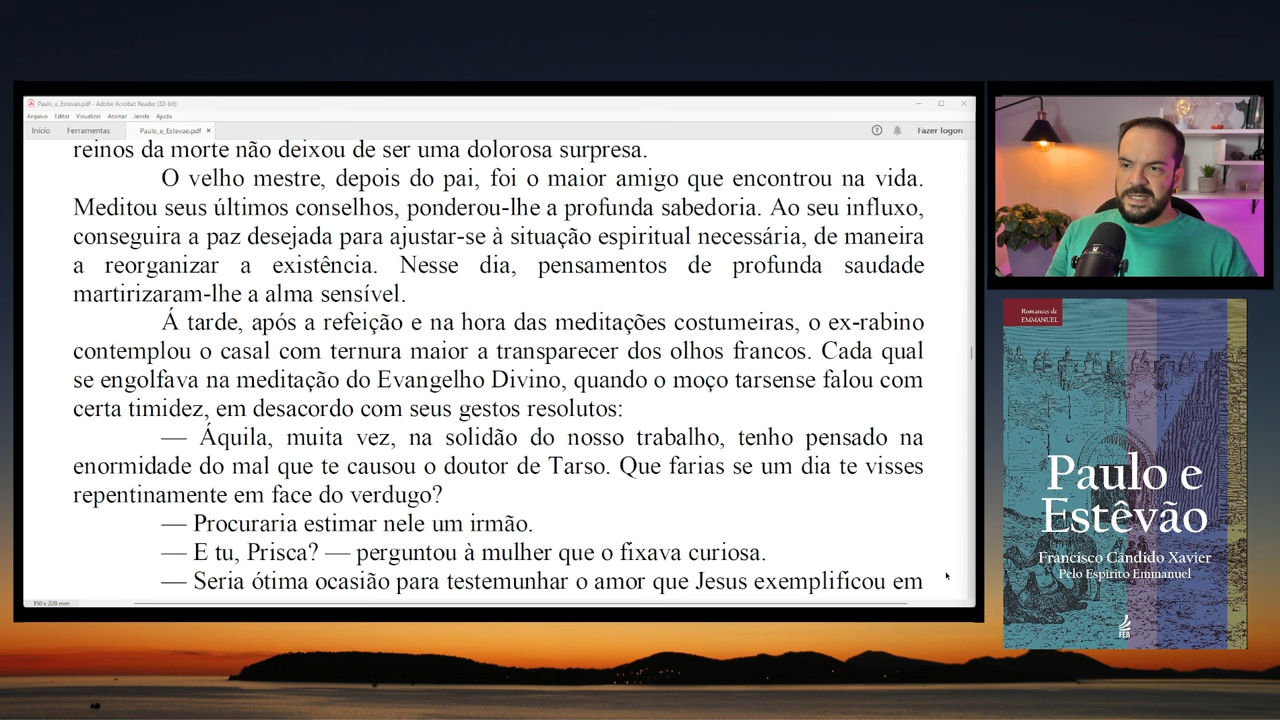 Paulo_e_Estevao.pdf - Adobe Acrobat Reader (32-bit)
Arquivo Editar Visualizar Assinar Janela Ajuda
Início Ferramentas Paulo_e_Estevao.pdf × Fazer logon
reinos da morte não deixou de ser uma dolorosa surpresa.
O velho mestre, depois do pai, foi o maior amigo que encontrou na vida.
Meditou seus últimos conselhos, ponderou-lhe a profunda sabedoria. Ao seu influxo,
conseguira a paz desejada para ajustar-se à situação espiritual necessária, de maneira
a reorganizar a existência. Nesse dia, pensamentos de profunda saudade
martirizaram-lhe a alma sensível.
Á tarde, após a refeição e na hora das meditações costumeiras, o ex-rabino
contemplou o casal com ternura maior a transparecer dos olhos francos. Cada qual
se engolfava na meditação do Evangelho Divino, quando o moço tarsense falou com
certa timidez, em desacordo com seus gestos resolutos:
— Áquila, muita vez, na solidão do nosso trabalho, tenho pensado na
enormidade do mal que te causou o doutor de Tarso. Que farias se um dia te visses
repentinamente em face do verdugo?
— Procuraria estimar nele um irmão.
— E tu, Prisca? — perguntou à mulher que o fixava curiosa.
— Seria ótima ocasião para testemunhar o amor que Jesus exemplificou em
150 x 220 mm
Romances de
EMMANUEL
Paulo e
Estêvão
Francisco Cândido Xavier
Pelo Espírito Emmanuel
FEB